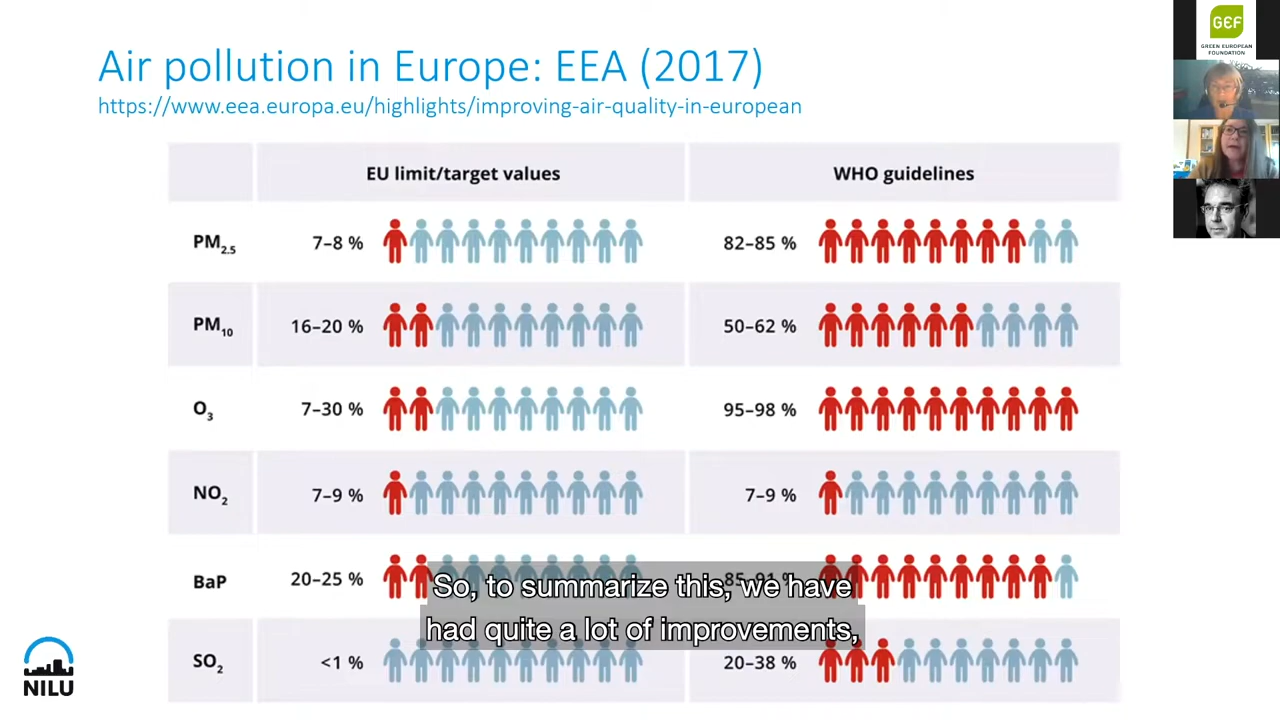 Air pollution in Europe: EEA (2017)
https://www.eea.europa.eu/highlights/improving-air-quality-in-european
GEF
GREEN EUROPEAN
FOUNDATION
EU limit/target values WHO guidelines
PM2.5 7–8 % 82–85 %
PM10 16–20 % 50–62 %
O3 7–30 % 95–98 %
NO2 7–9 % 7–9 %
BaP 20–25 % 85–91 %
So, to summarize this, we have
had quite a lot of improvements,
SO2 <1 % 20–38 %
NILU